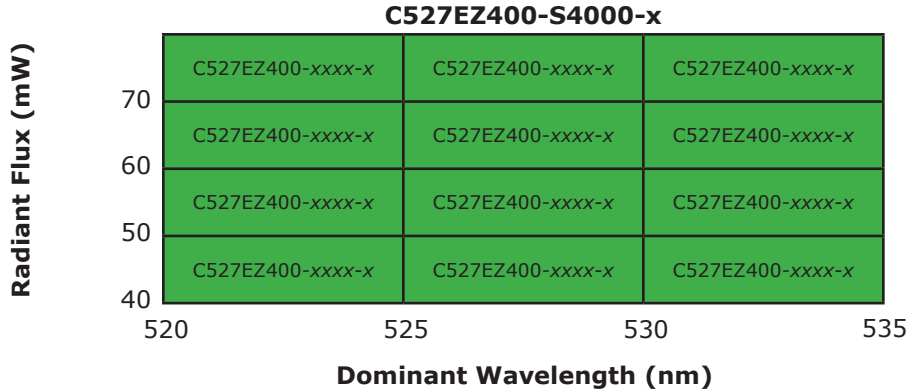 C527EZ400-S4000-x
Radiant Flux (mW)
C527EZ400-xxxx-x C527EZ400-xxxx-x C527EZ400-xxxx-x
70
C527EZ400-xxxx-x C527EZ400-xxxx-x C527EZ400-xxxx-x
60
C527EZ400-xxxx-x C527EZ400-xxxx-x C527EZ400-xxxx-x
50
C527EZ400-xxxx-x C527EZ400-xxxx-x C527EZ400-xxxx-x
40
520 525 530 535
Dominant Wavelength (nm)